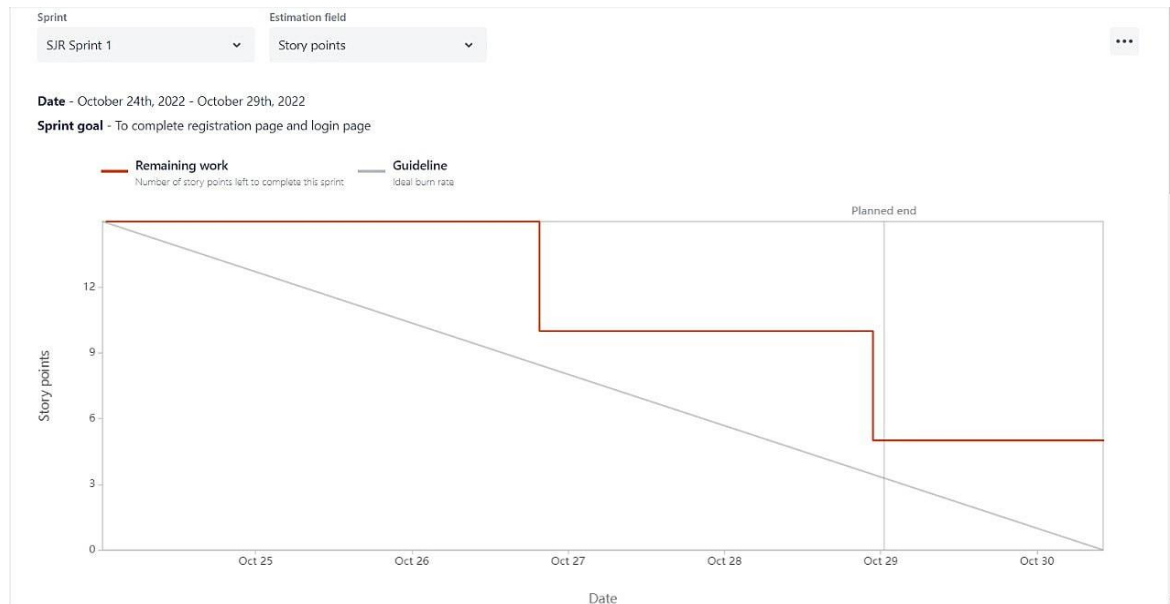 Sprint Estimation field
SJR Sprint 1 Story points
Date - October 24th, 2022 - October 29th, 2022
Sprint goal - To complete registration page and login page
Remaining work Guideline
Number of story points left to complete this sprint Ideal burn rate
Planned end
12
9
6
3
0
Story points
Oct 25 Oct 26 Oct 27 Oct 28 Oct 29 Oct 30
Date